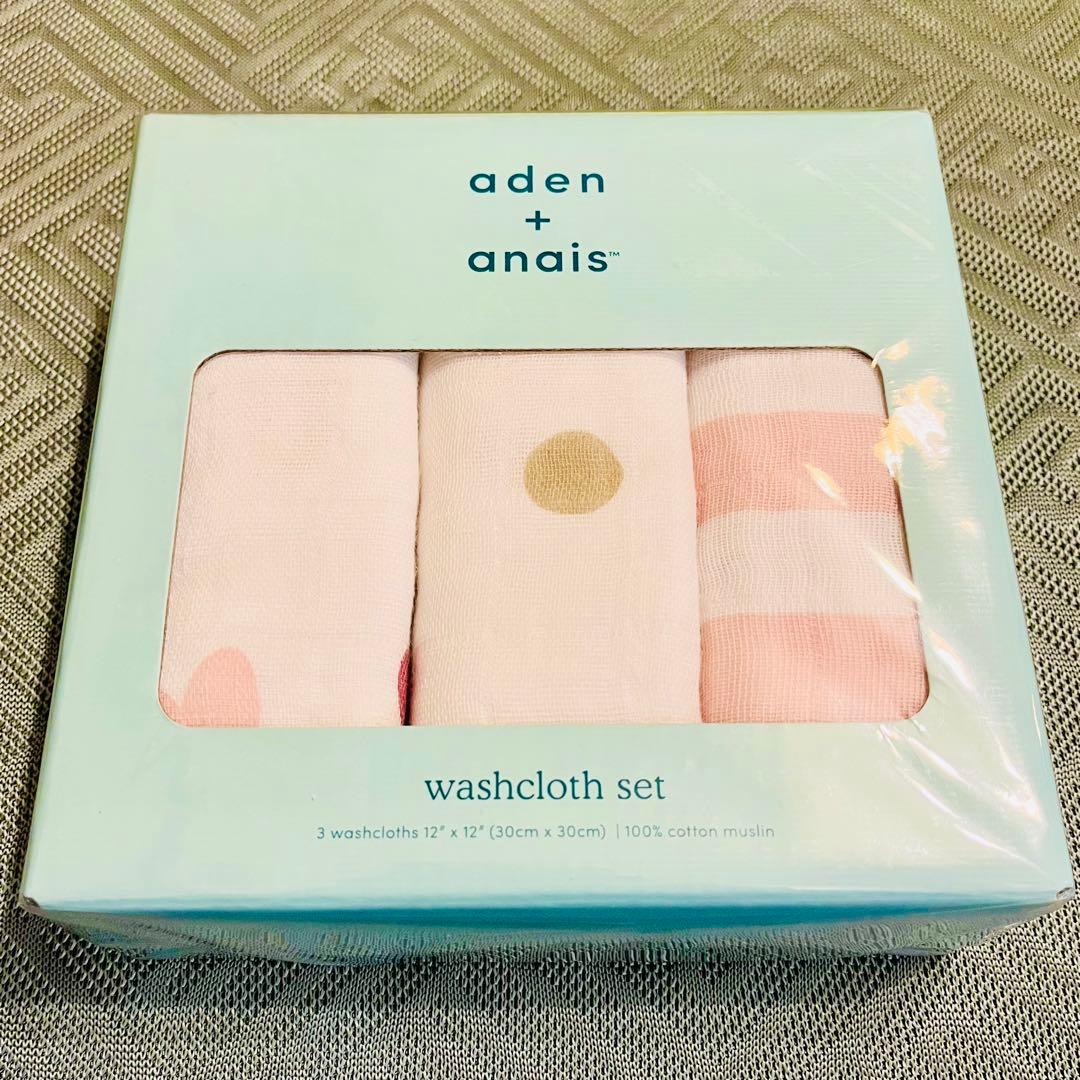 aden
+
anais™
washcloth set
3 washcloths 12" x 12" (30cm x 30cm) | 100% cotton muslin